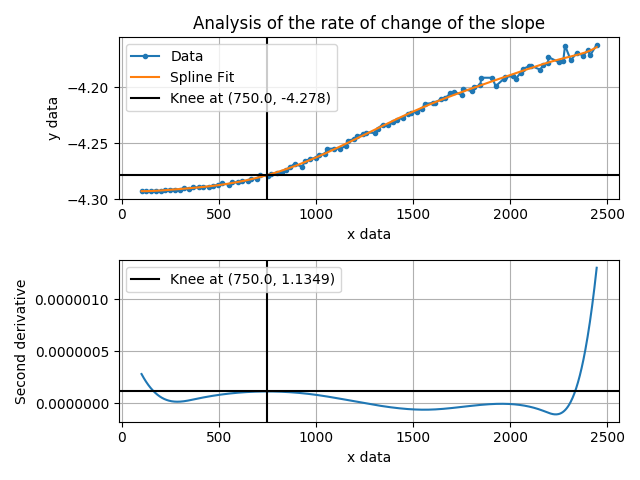 Analysis of the rate of change of the slope
Data
Spline Fit
Knee at (750.0, -4.278)
y data
−4.20
−4.25
−4.30
0 500 1000 1500 2000 2500
x data
Knee at (750.0, 1.1349)
Second derivative
0.0000010
0.0000005
0.0000000
0 500 1000 1500 2000 2500
x data